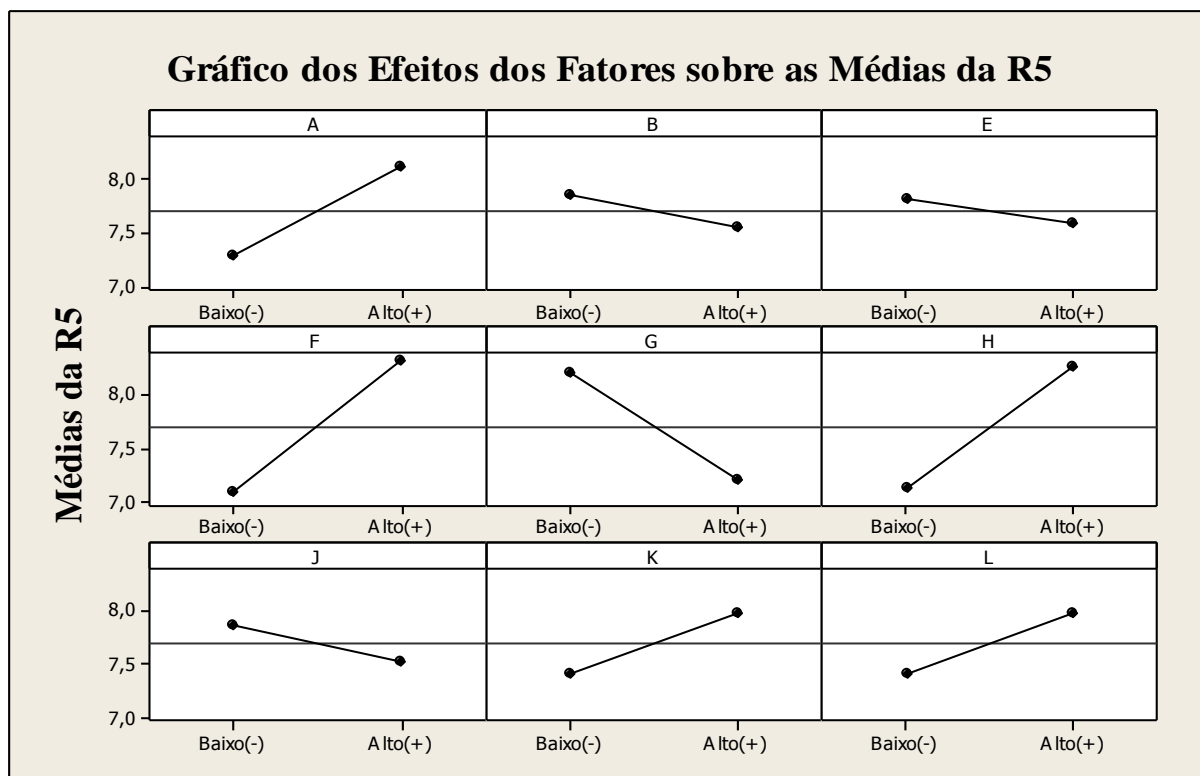 Gráfico dos Efeitos dos Fatores sobre as Médias da R5
Médias da R5
A B E
8,0
7,5
7,0
Baixo(-) Alto(+) Baixo(-) Alto(+) Baixo(-) Alto(+)
F G H
8,0
7,5
7,0
Baixo(-) Alto(+) Baixo(-) Alto(+) Baixo(-) Alto(+)
J K L
8,0
7,5
7,0
Baixo(-) Alto(+) Baixo(-) Alto(+) Baixo(-) Alto(+)